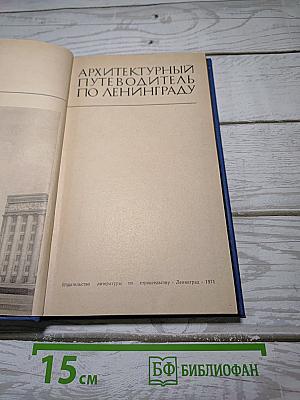 АРХИТЕКТУРНЫЙ
ПУТЕВОДИТЕЛЬ
ПО ЛЕНИНГРАДУ
Издательство литературы по строительству · Ленинград · 1971
15 см
БФ БИБЛИОФАН